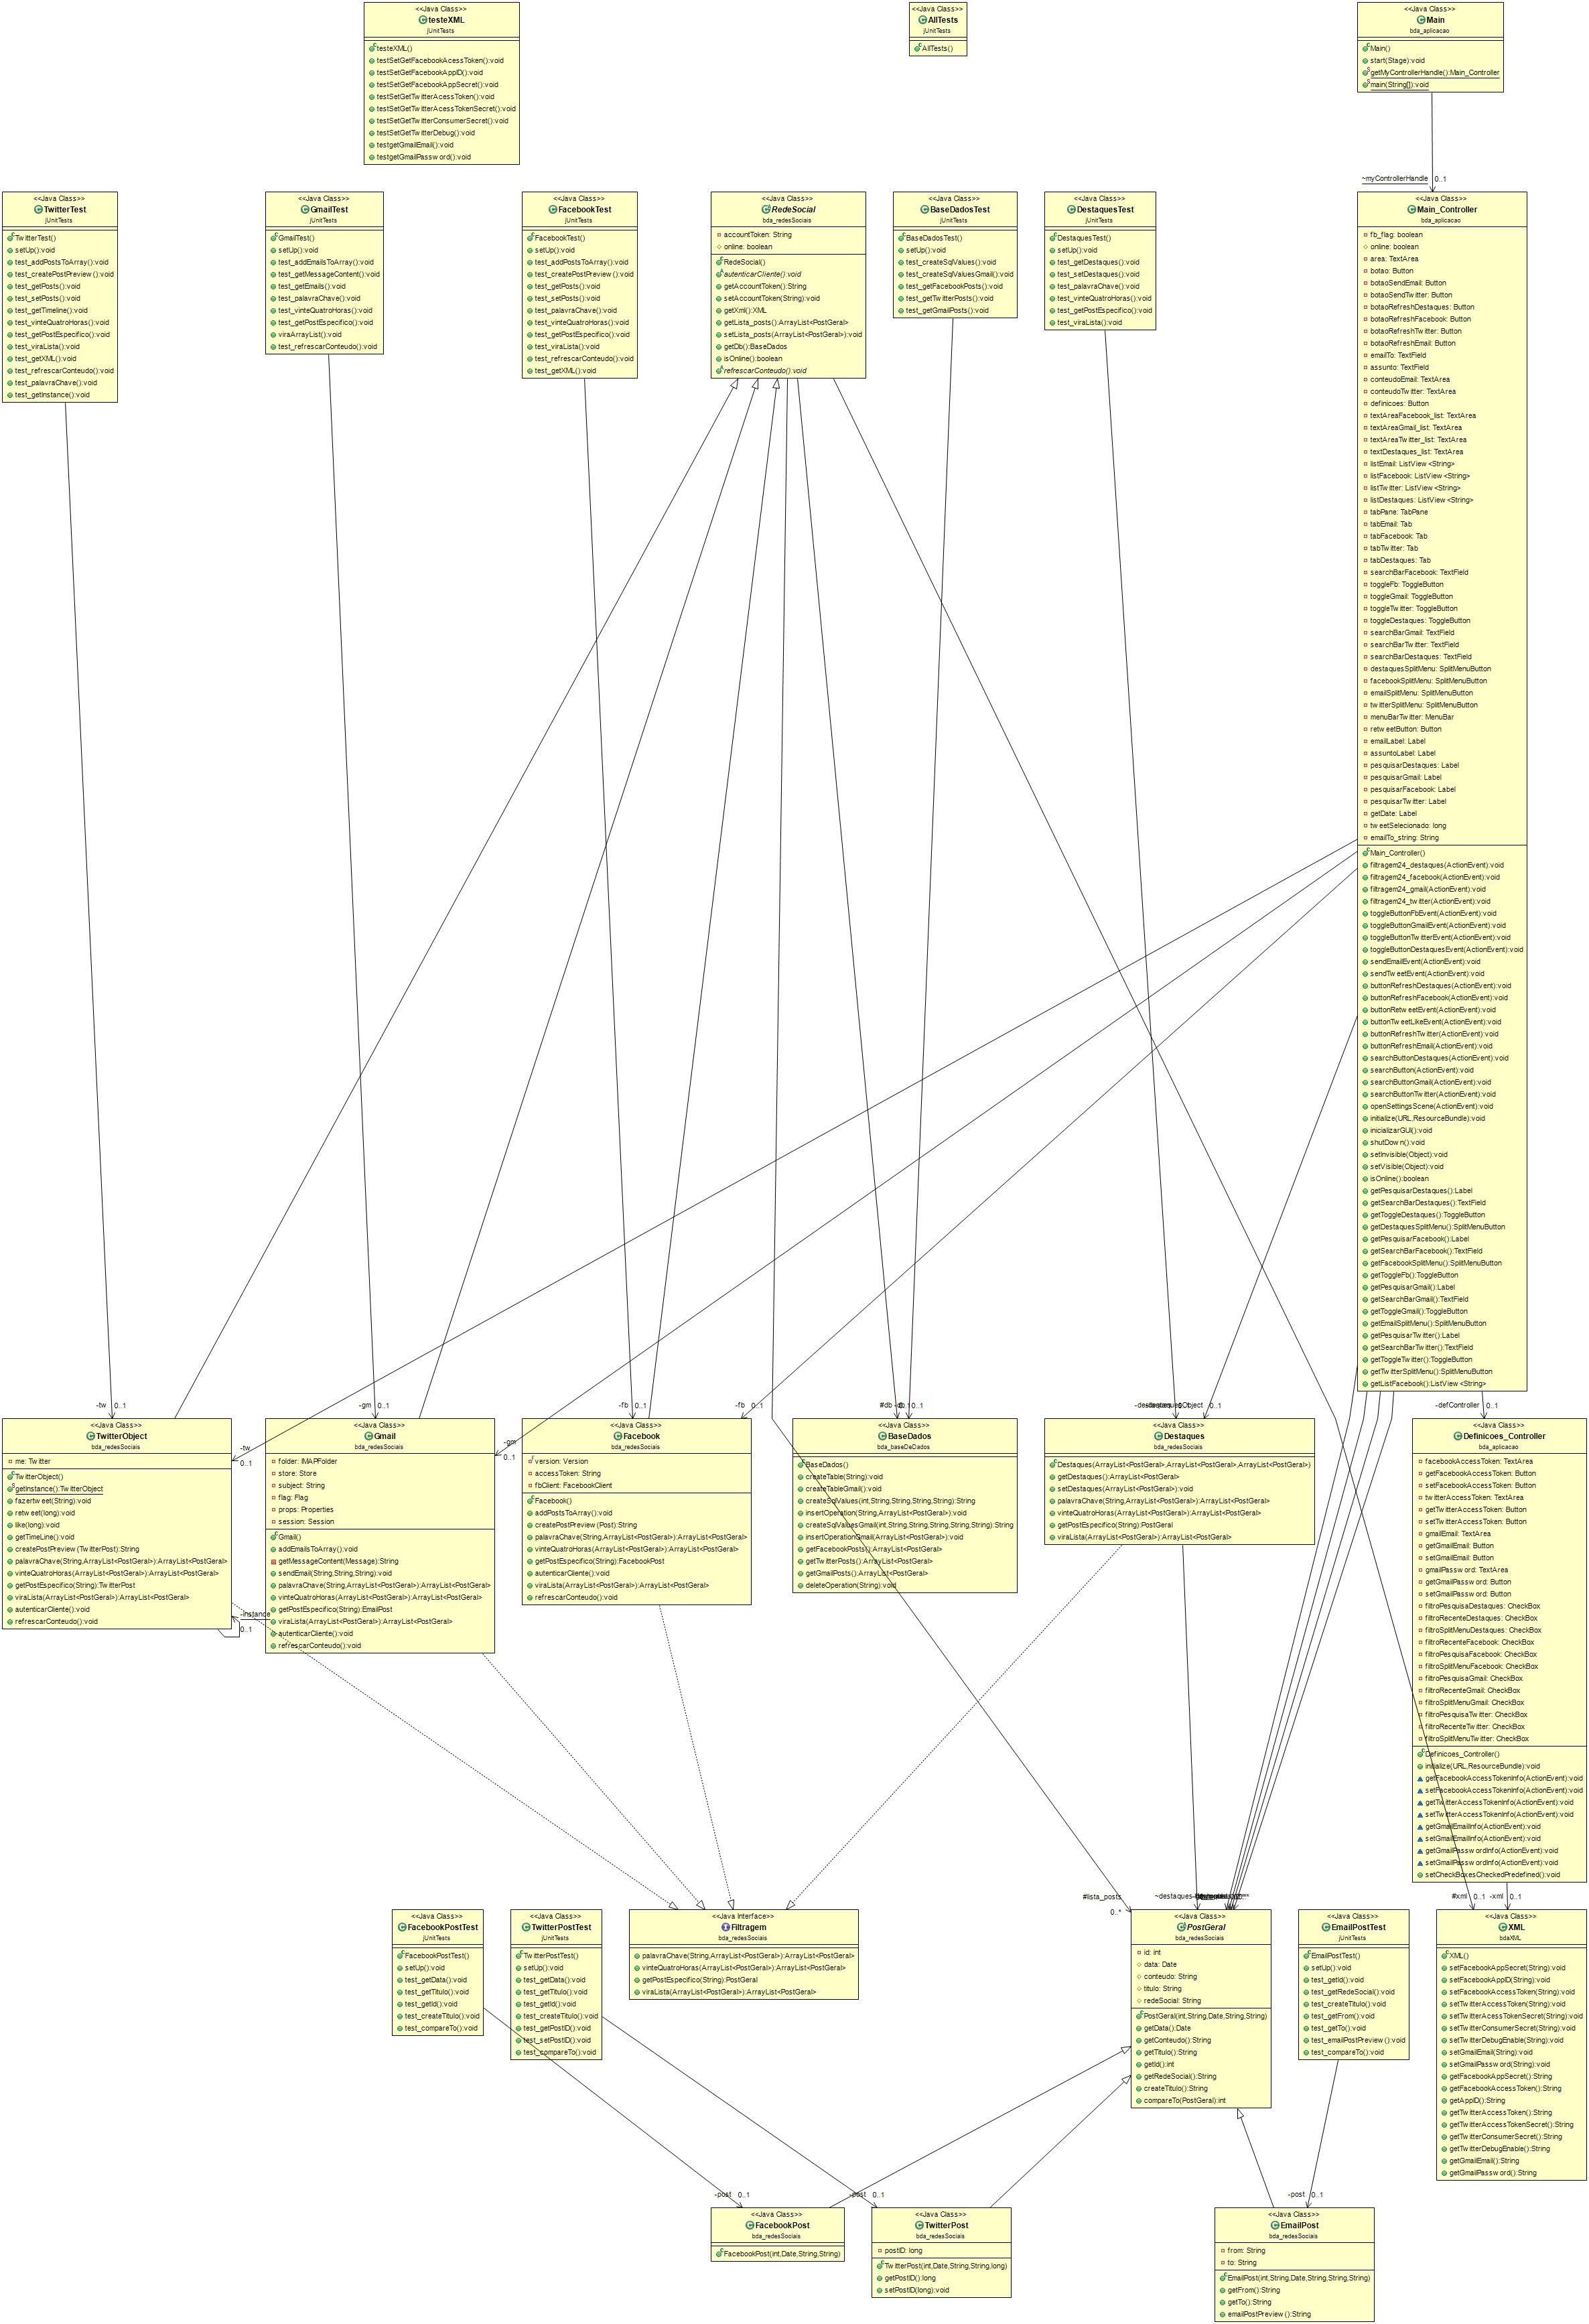 <<Java Class>>
testeXML
jUnitTests
testeXML()
testSetGetFacebookAcessToken():void
testSetGetFacebookAppID():void
testSetGetFacebookAppSecret():void
testSetGetTwitterAcessToken():void
testSetGetTwitterAcessTokenSecret():void
testSetGetTwitterConsumerSecret():void
testSetGetTwitterDebug():void
testgetGmailEmail():void
testgetGmailPassword():void
<<Java Class>>
AllTests
jUnitTests
AllTests()
<<Java Class>>
Main
bda_aplicacao
Main()
start(Stage):void
getMyControllerHandle():Main_Controller
main(String[]):void
~myControllerHandle 0..1
<<Java Class>>
TwitterTest
jUnitTests
TwitterTest()
setUp():void
test_addPostsToArray():void
test_createPostPreview():void
test_getPosts():void
test_setPosts():void
test_getTimeline():void
test_vinteQuatroHoras():void
test_getPostEspecifico():void
test_viraLista():void
test_getXML():void
test_refrescarConteudo():void
test_palavraChave():void
test_getInstance():void
<<Java Class>>
GmailTest
jUnitTests
GmailTest()
setUp():void
test_addEmailsToArray():void
test_getMessageContent():void
test_getEmails():void
test_palavraChave():void
test_vinteQuatroHoras():void
test_getPostEspecifico():void
viraArrayList():void
test_refrescarConteudo():void
<<Java Class>>
FacebookTest
jUnitTests
FacebookTest()
setUp():void
test_addPostsToArray():void
test_createPostPreview():void
test_getPosts():void
test_setPosts():void
test_palavraChave():void
test_vinteQuatroHoras():void
test_getPostEspecifico():void
test_viraLista():void
test_refrescarConteudo():void
test_getXML():void
<<Java Class>>
RedeSocial
bda_redesSociais
accountToken: String
online: boolean
RedeSocial()
autenticarCliente():void
getAccountToken():String
setAccountToken(String):void
getXml():XML
getLista_posts():ArrayList<PostGeral>
setLista_posts(ArrayList<PostGeral>):void
getDb():BaseDados
isOnline():boolean
refrescarConteudo():void
<<Java Class>>
BaseDadosTest
jUnitTests
BaseDadosTest()
setUp():void
test_createSqlValues():void
test_createSqlValuesGmail():void
test_getFacebookPosts():void
test_getTwitterPosts():void
test_getGmailPosts():void
<<Java Class>>
DestaquesTest
jUnitTests
DestaquesTest()
setUp():void
test_getDestaques():void
test_setDestaques():void
test_palavraChave():void
test_vinteQuatroHoras():void
test_getPostEspecifico():void
test_viraLista():void
<<Java Class>>
Main_Controller
bda_aplicacao
fb_flag: boolean
online: boolean
area: TextArea
botao: Button
botaoSendEmail: Button
botaoSendTwitter: Button
botaoRefreshDestaques: Button
botaoRefreshFacebook: Button
botaoRefreshTwitter: Button
botaoRefreshEmail: Button
emailTo: TextField
assunto: TextField
conteudoEmail: TextArea
conteudoTwitter: TextArea
definicoes: Button
textAreaFacebook_list: TextArea
textAreaGmail_list: TextArea
textAreaTwitter_list: TextArea
textDestaques_list: TextArea
listEmail: ListView<String>
listFacebook: ListView<String>
listTwitter: ListView<String>
listDestaques: ListView<String>
tabPane: TabPane
tabEmail: Tab
tabFacebook: Tab
tabTwitter: Tab
tabDestaques: Tab
searchBarFacebook: TextField
toggleFb: ToggleButton
toggleGmail: ToggleButton
toggleTwitter: ToggleButton
toggleDestaques: ToggleButton
searchBarGmail: TextField
searchBarTwitter: TextField
searchBarDestaques: TextField
destaquesSplitMenu: SplitMenuButton
facebookSplitMenu: SplitMenuButton
emailSplitMenu: SplitMenuButton
twitterSplitMenu: SplitMenuButton
menuBarTwitter: MenuBar
retweetButton: Button
emailLabel: Label
assuntoLabel: Label
pesquisarDestaques: Label
pesquisarGmail: Label
pesquisarFacebook: Label
pesquisarTwitter: Label
getDate: Label
tweetSelecionado: long
emailTo_string: String
Main_Controller()
filtragem24_destaques(ActionEvent):void
filtragem24_facebook(ActionEvent):void
filtragem24_gmail(ActionEvent):void
filtragem24_twitter(ActionEvent):void
toggleButtonFbEvent(ActionEvent):void
toggleButtonGmailEvent(ActionEvent):void
toggleButtonTwitterEvent(ActionEvent):void
toggleButtonDestaquesEvent(ActionEvent):void
sendEmailEvent(ActionEvent):void
sendTweetEvent(ActionEvent):void
buttonRefreshDestaques(ActionEvent):void
buttonRefreshFacebook(ActionEvent):void
buttonRetweetEvent(ActionEvent):void
buttonTweetLikeEvent(ActionEvent):void
buttonRefreshTwitter(ActionEvent):void
buttonRefreshEmail(ActionEvent):void
searchButtonDestaques(ActionEvent):void
searchButton(ActionEvent):void
searchButtonGmail(ActionEvent):void
searchButtonTwitter(ActionEvent):void
openSettingsScene(ActionEvent):void
initialize(URL,ResourceBundle):void
inicializarGUI():void
shutDown():void
setInvisible(Object):void
setVisible(Object):void
isOnline():boolean
getPesquisarDestaques():Label
getSearchBarDestaques():TextField
getToggleDestaques():ToggleButton
getDestaquesSplitMenu():SplitMenuButton
getPesquisarFacebook():Label
getSearchBarFacebook():TextField
getFacebookSplitMenu():SplitMenuButton
getToggleFb():ToggleButton
getPesquisarGmail():Label
getSearchBarGmail():TextField
getToggleGmail():ToggleButton
getEmailSplitMenu():SplitMenuButton
getPesquisarTwitter():Label
getSearchBarTwitter():TextField
getToggleTwitter():ToggleButton
getTwitterSplitMenu():SplitMenuButton
getListFacebook():ListView<String>
-tw 0..1
-gm 0..1
-fb 0..1
-fb 0..1
#db 0..1
0..1
-defController 0..1
<<Java Class>>
TwitterObject
bda_redesSociais
me: Twitter
TwitterObject()
getInstance():TwitterObject
fazertweet(String):void
retweet(long):void
like(long):void
getTimeLine():void
createPostPreview(TwitterPost):String
palavraChave(String,ArrayList<PostGeral>):ArrayList<PostGeral>
vinteQuatroHoras(ArrayList<PostGeral>):ArrayList<PostGeral>
getPostEspecifico(String):TwitterPost
viraLista(ArrayList<PostGeral>):ArrayList<PostGeral>
autenticarCliente():void
refrescarConteudo():void
-tw
0..1
-instance
0..1
<<Java Class>>
Gmail
bda_redesSociais
folder: IMAPFolder
store: Store
subject: String
flag: Flag
props: Properties
session: Session
Gmail()
addEmailsToArray():void
getMessageContent(Message):String
sendEmail(String,String,String):void
palavraChave(String,ArrayList<PostGeral>):ArrayList<PostGeral>
vinteQuatroHoras(ArrayList<PostGeral>):ArrayList<PostGeral>
getPostEspecifico(String):EmailPost
viraLista(ArrayList<PostGeral>):ArrayList<PostGeral>
autenticarCliente():void
refrescarConteudo():void
-gm
0..1
<<Java Class>>
Facebook
bda_redesSociais
version: Version
accessToken: String
fbClient: FacebookClient
Facebook()
addPostsToArray():void
createPostPreview(Post):String
palavraChave(String,ArrayList<PostGeral>):ArrayList<PostGeral>
vinteQuatroHoras(ArrayList<PostGeral>):ArrayList<PostGeral>
getPostEspecifico(String):FacebookPost
autenticarCliente():void
viraLista(ArrayList<PostGeral>):ArrayList<PostGeral>
refrescarConteudo():void
<<Java Class>>
BaseDados
bda_baseDeDados
BaseDados()
createTable(String):void
createTableGmail():void
createSqlValues(int,String,String,String,String):String
insertOperation(String,ArrayList<PostGeral>):void
createSqlValuesGmail(int,String,String,String,String,String):String
insertOperationGmail(ArrayList<PostGeral>):void
getFacebookPosts():ArrayList<PostGeral>
getTwitterPosts():ArrayList<PostGeral>
getGmailPosts():ArrayList<PostGeral>
deleteOperation(String):void
<<Java Class>>
Destaques
bda_redesSociais
Destaques(ArrayList<PostGeral>,ArrayList<PostGeral>,ArrayList<PostGeral>)
getDestaques():ArrayList<PostGeral>
setDestaques(ArrayList<PostGeral>):void
palavraChave(String,ArrayList<PostGeral>):ArrayList<PostGeral>
vinteQuatroHoras(ArrayList<PostGeral>):ArrayList<PostGeral>
getPostEspecifico(String):PostGeral
viraLista(ArrayList<PostGeral>):ArrayList<PostGeral>
<<Java Class>>
Definicoes_Controller
bda_aplicacao
facebookAccessToken: TextArea
getFacebookAccessToken: Button
setFacebookAccessToken: Button
twitterAccessToken: TextArea
getTwitterAccessToken: Button
setTwitterAccessToken: Button
gmailEmail: TextArea
getGmailEmail: Button
setGmailEmail: Button
gmailPassword: TextArea
getGmailPassword: Button
setGmailPassword: Button
filtroPesquisaDestaques: CheckBox
filtroRecenteDestaques: CheckBox
filtroSplitMenuDestaques: CheckBox
filtroRecenteFacebook: CheckBox
filtroPesquisaFacebook: CheckBox
filtroSplitMenuFacebook: CheckBox
filtroPesquisaGmail: CheckBox
filtroRecenteGmail: CheckBox
filtroSplitMenuGmail: CheckBox
filtroPesquisaTwitter: CheckBox
filtroRecenteTwitter: CheckBox
filtroSplitMenuTwitter: CheckBox
Definicoes_Controller()
initialize(URL,ResourceBundle):void
getFacebookAccessTokenInfo(ActionEvent):void
setFacebookAccessTokenInfo(ActionEvent):void
getTwitterAccessTokenInfo(ActionEvent):void
setTwitterAccessTokenInfo(ActionEvent):void
getGmailEmailInfo(ActionEvent):void
setGmailEmailInfo(ActionEvent):void
getGmailPasswordInfo(ActionEvent):void
setGmailPasswordInfo(ActionEvent):void
setCheckBoxesCheckedPredefined():void
#lista_posts
0..*
~destaques
#xml 0..1 -xml 0..1
<<Java Class>>
FacebookPostTest
jUnitTests
FacebookPostTest()
setUp():void
test_getData():void
test_getTitulo():void
test_getId():void
test_createTitulo():void
test_compareTo():void
<<Java Class>>
TwitterPostTest
jUnitTests
TwitterPostTest()
setUp():void
test_getData():void
test_getTitulo():void
test_getId():void
test_createTitulo():void
test_getPostID():void
test_setPostID():void
test_compareTo():void
<<Java Interface>>
Filtragem
bda_redesSociais
palavraChave(String,ArrayList<PostGeral>):ArrayList<PostGeral>
vinteQuatroHoras(ArrayList<PostGeral>):ArrayList<PostGeral>
getPostEspecifico(String):PostGeral
viraLista(ArrayList<PostGeral>):ArrayList<PostGeral>
<<Java Class>>
PostGeral
bda_redesSociais
id: int
data: Date
conteudo: String
titulo: String
redeSocial: String
PostGeral(int,String,Date,String,String)
getData():Date
getConteudo():String
getTitulo():String
getId():int
getRedeSocial():String
createTitulo():String
compareTo(PostGeral):int
<<Java Class>>
EmailPostTest
jUnitTests
EmailPostTest()
setUp():void
test_getId():void
test_getRedeSocial():void
test_createTitulo():void
test_getFrom():void
test_getTo():void
test_emailPostPreview():void
test_compareTo():void
<<Java Class>>
XML
bdaXML
XML()
setFacebookAppSecret(String):void
setFacebookAppID(String):void
setFacebookAccessToken(String):void
setTwitterAccessToken(String):void
setTwitterAcessTokenSecret(String):void
setTwitterConsumerSecret(String):void
setTwitterDebugEnable(String):void
setGmailEmail(String):void
setGmailPassword(String):void
getFacebookAppSecret():String
getFacebookAccessToken():String
getAppID():String
getTwitterAccessToken():String
getTwitterAccessTokenSecret():String
getTwitterConsumerSecret():String
getTwitterDebugEnable():String
getGmailEmail():String
getGmailPassword():String
-post 0..1
-post 0..1
-post 0..1
<<Java Class>>
FacebookPost
bda_redesSociais
FacebookPost(int,Date,String,String)
<<Java Class>>
TwitterPost
bda_redesSociais
postID: long
TwitterPost(int,Date,String,String,long)
getPostID():long
setPostID(long):void
<<Java Class>>
EmailPost
bda_redesSociais
from: String
to: String
EmailPost(int,String,Date,String,String,String)
getFrom():String
getTo():String
emailPostPreview():String